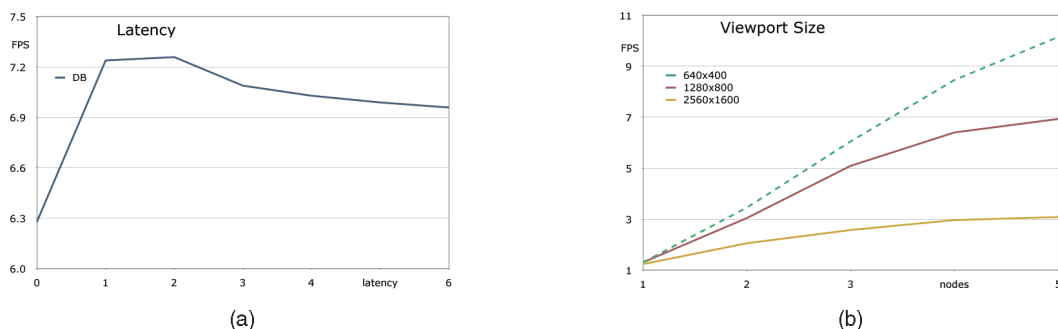 Latency
FPS
7.5
7.2
6.9
6.6
6.3
6.0
DB
0 1 2 3 4 latency 6
(a)
Viewport Size
FPS
11
9
7
5
3
1
640x400
1280x800
2560x1600
1 2 3 nodes 5
(b)